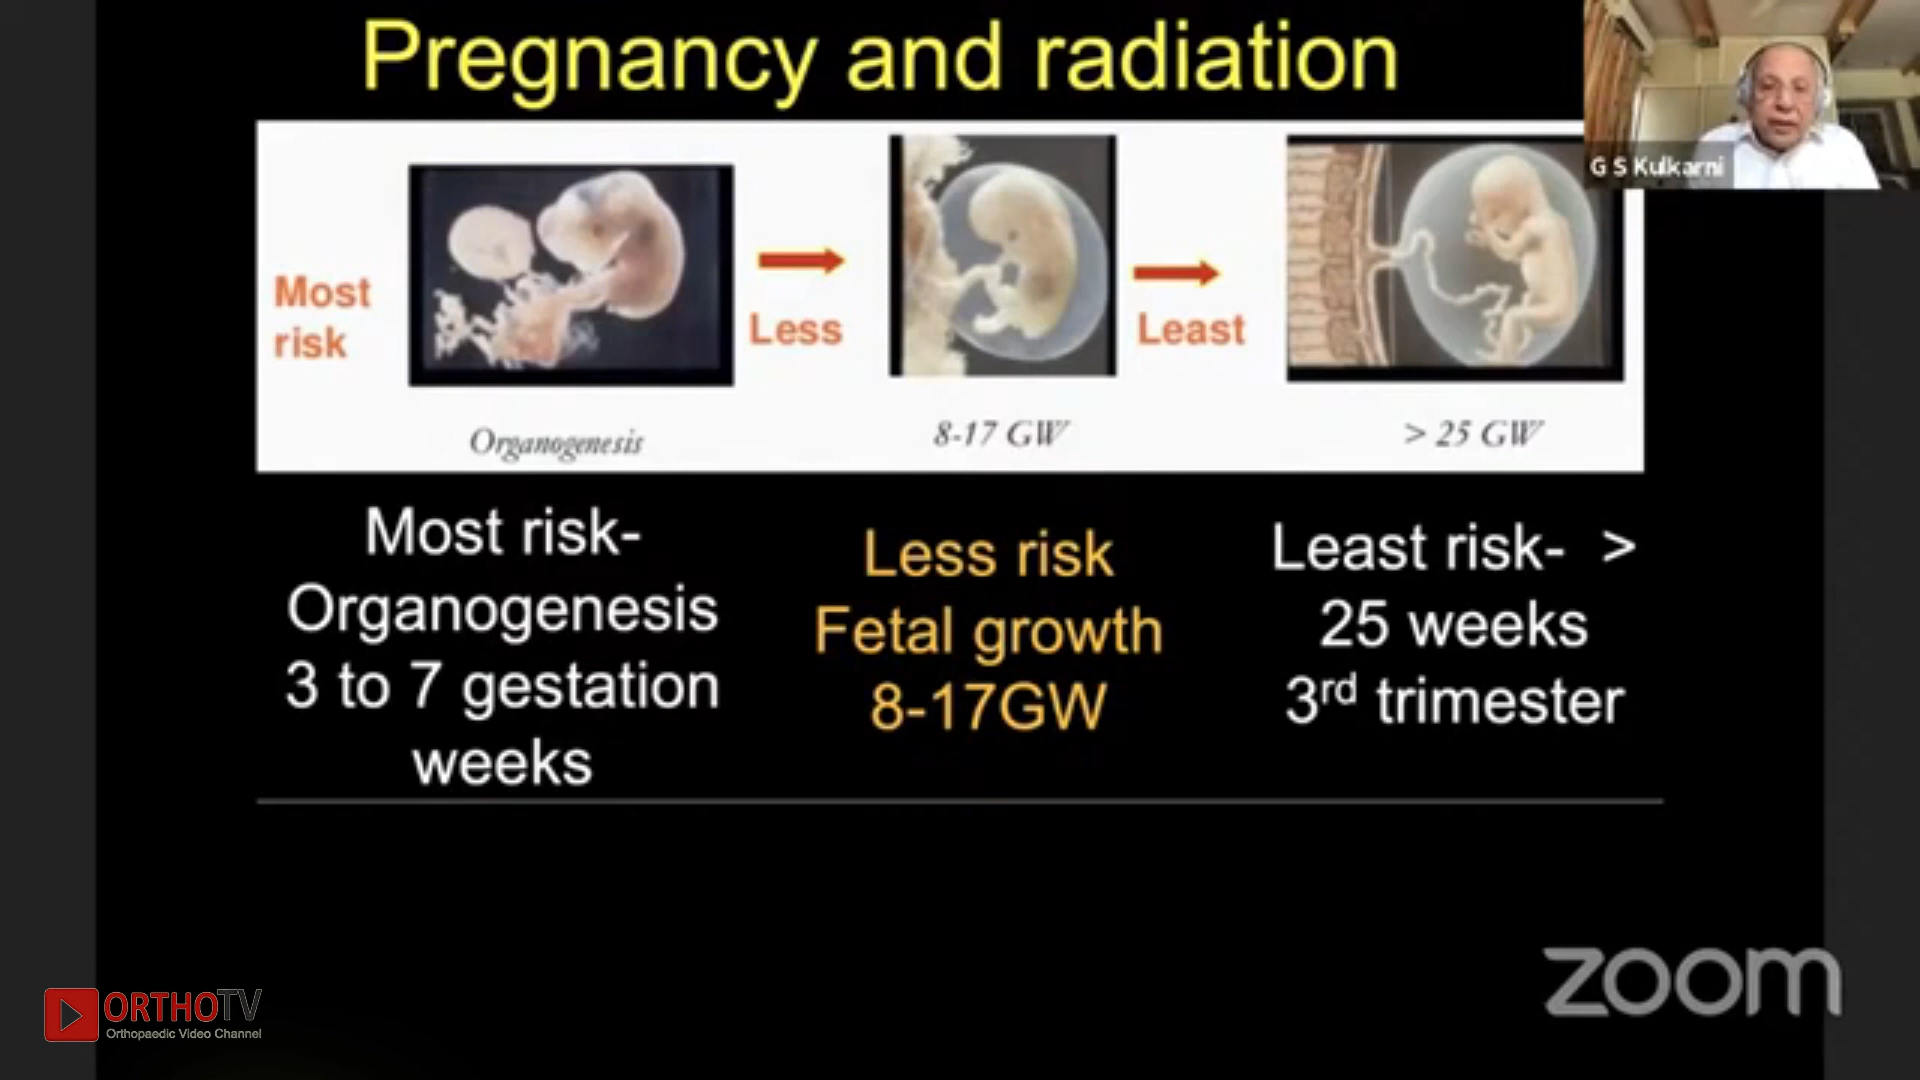 Pregnancy and radiation
G S Kulkarni
Most
risk
Less
Least
Organogenesis
8-17 GW
> 25 GW
Most risk-
Organogenesis
3 to 7 gestation
weeks
Less risk
Fetal growth
8-17GW
Least risk- >
25 weeks
3rd trimester
ORTHOTV
Orthopaedic Video Channel
zoom